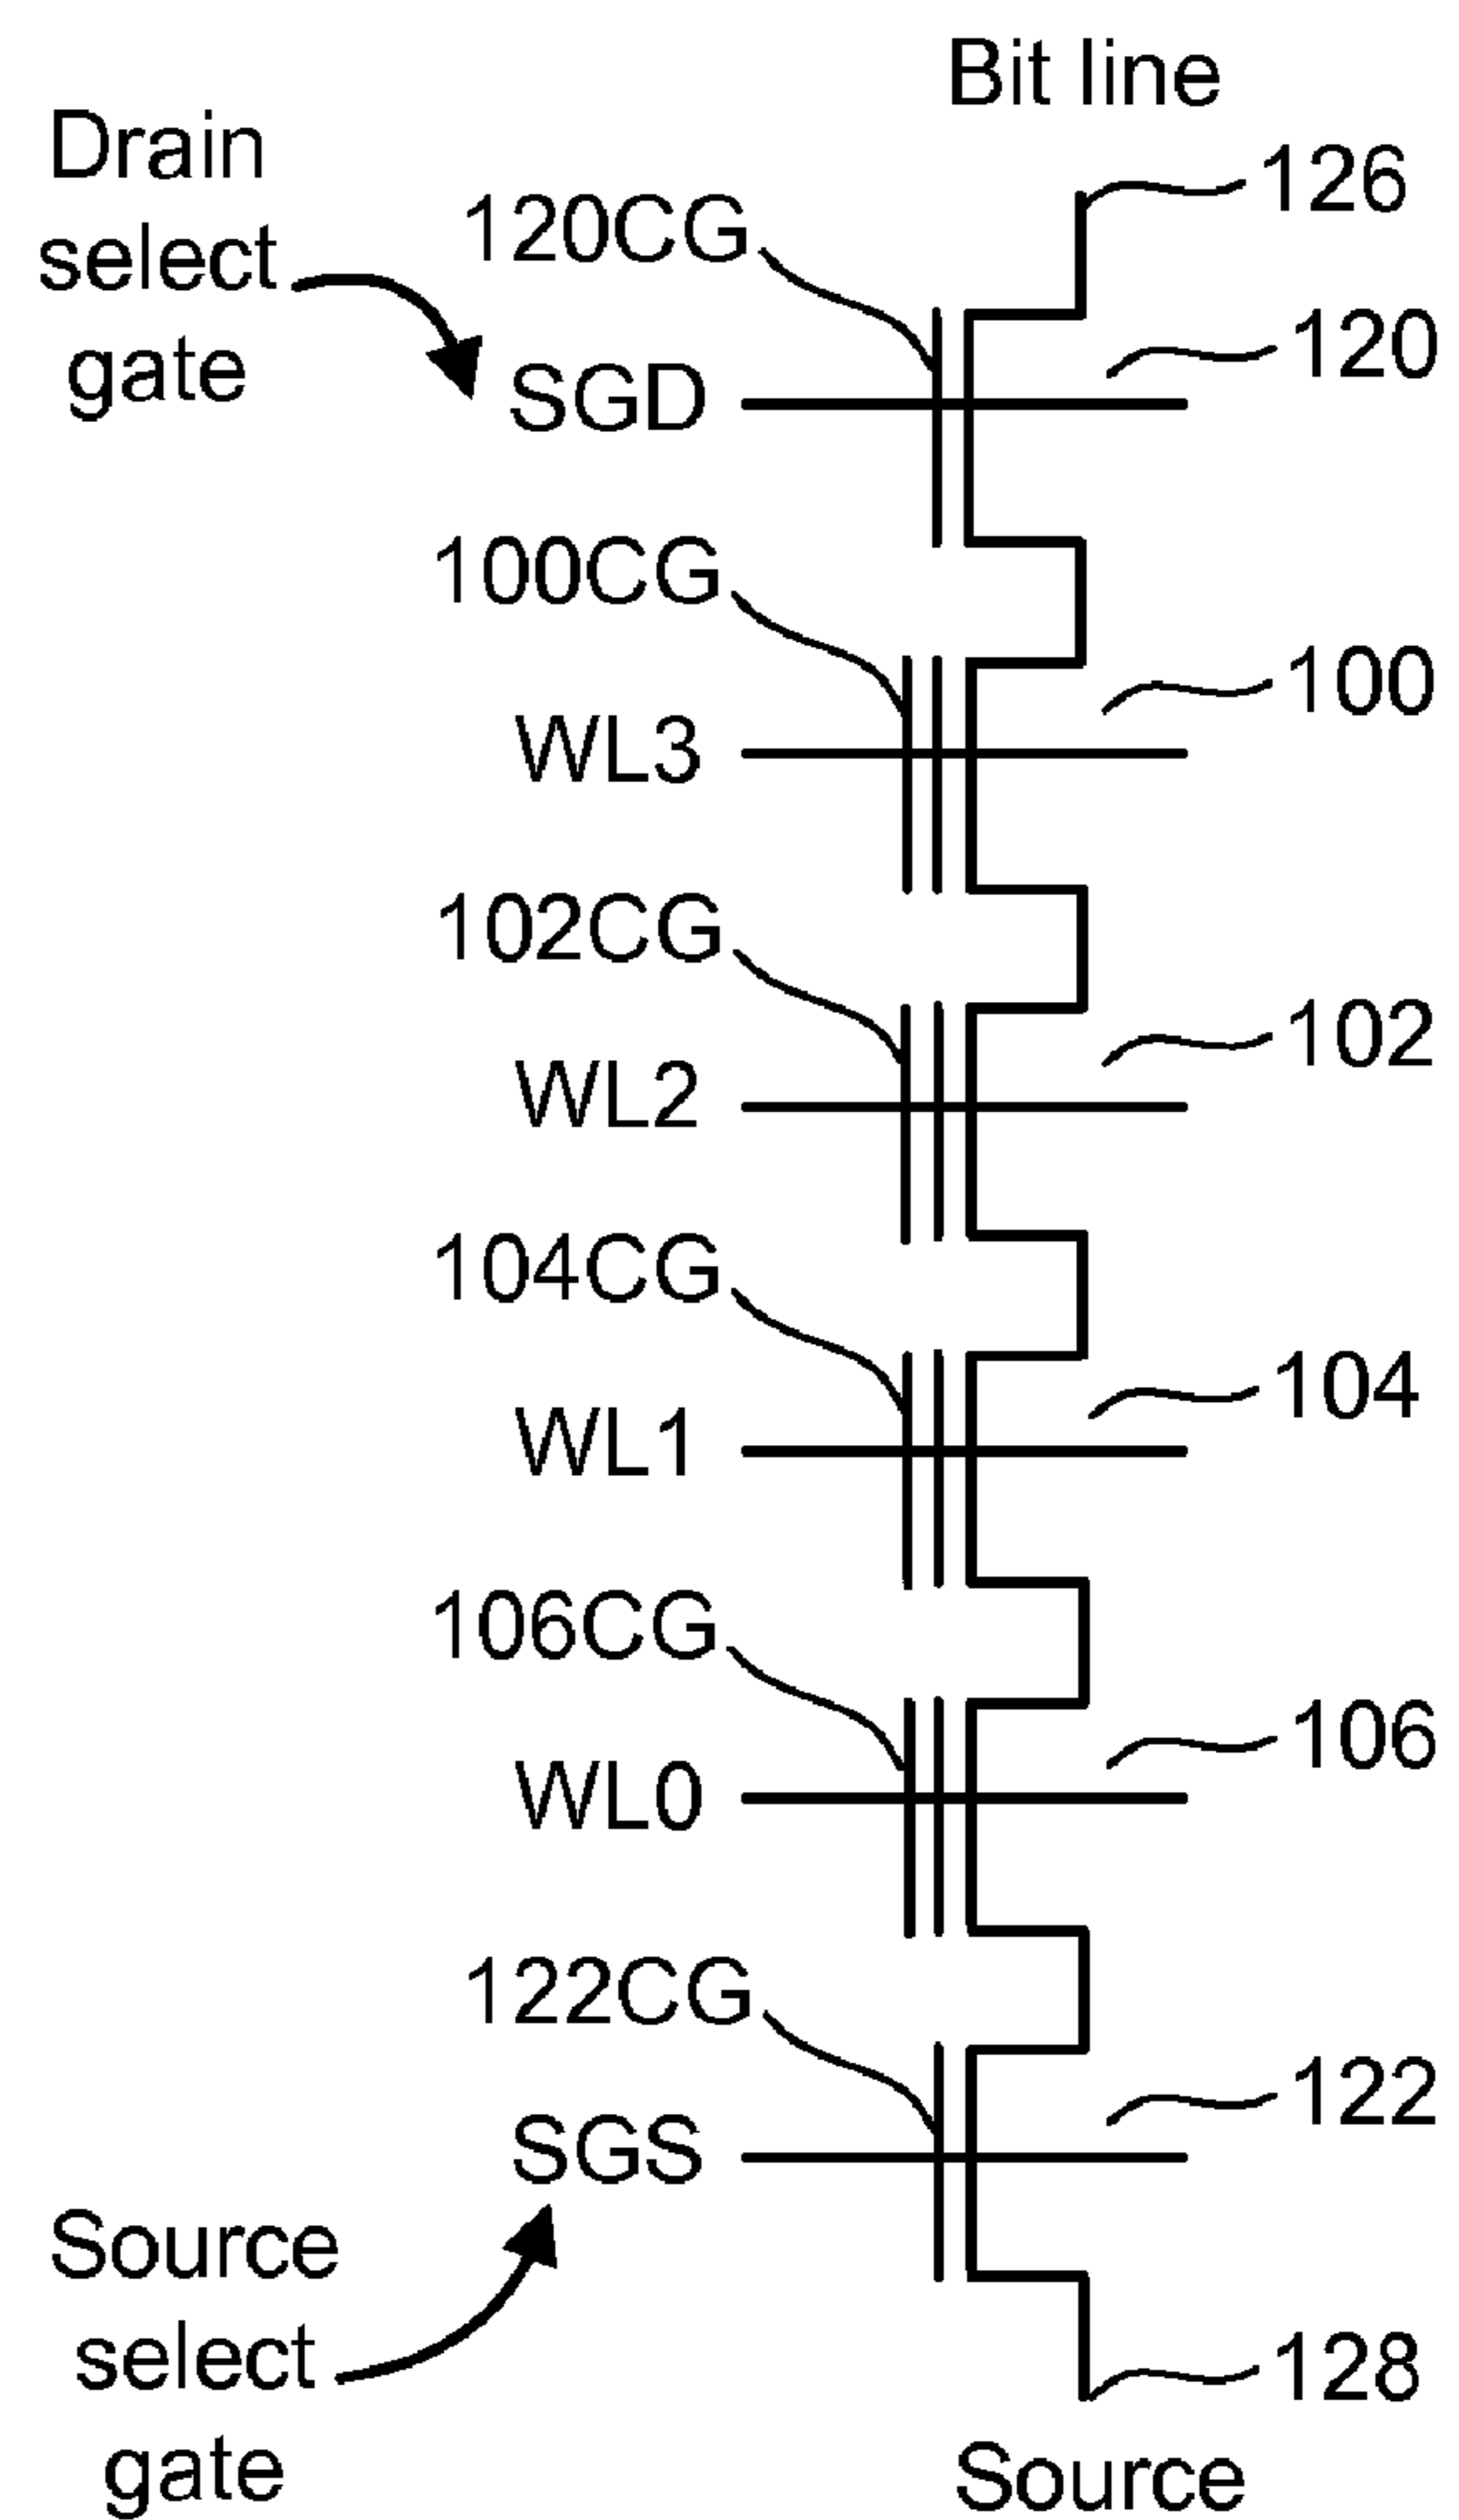 Bit line
126
Drain
select
gate
120CG
120
SGD
100CG
100
WL3
102CG
102
WL2
104CG
104
WL1
106CG
106
WL0
122CG
122
SGS
Source
select
gate
128
Source